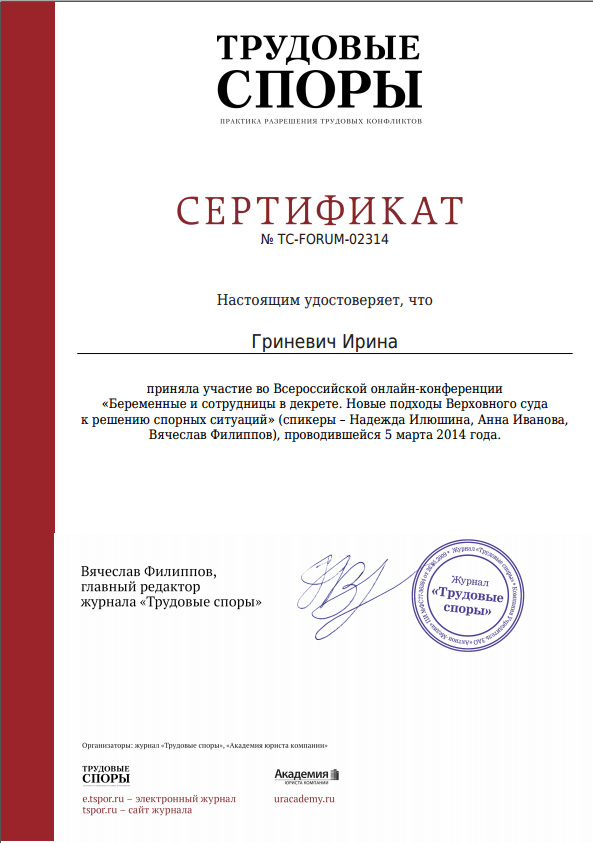 ТРУДОВЫЕ
СПОРЫ
ПРАКТИКА РАЗРЕШЕНИЯ ТРУДОВЫХ КОНФЛИКТОВ
СЕРТИФИКАТ
№ TC-FORUM-02314
Настоящим удостоверяет, что
Гриневич Ирина
приняла участие во Всероссийской онлайн-конференции
«Беременные и сотрудницы в декрете. Новые подходы Верховного суда
к решению спорных ситуаций» (спикеры – Надежда Илюшина, Анна Иванова,
Вячеслав Филиппов), проводившейся 5 марта 2014 года.
Вячеслав Филиппов,
главный редактор
журнала «Трудовые споры»
Журнал «Трудовые споры» •
Журнал
«Трудовые
споры»
Организаторы: журнал «Трудовые споры», «Академия юриста компании»
ТРУДОВЫЕ
СПОРЫ
Академия
ЮРИСТА КОМПАНИИ
e.tspor.ru – электронный журнал
tspor.ru – сайт журнала
uracademy.ru